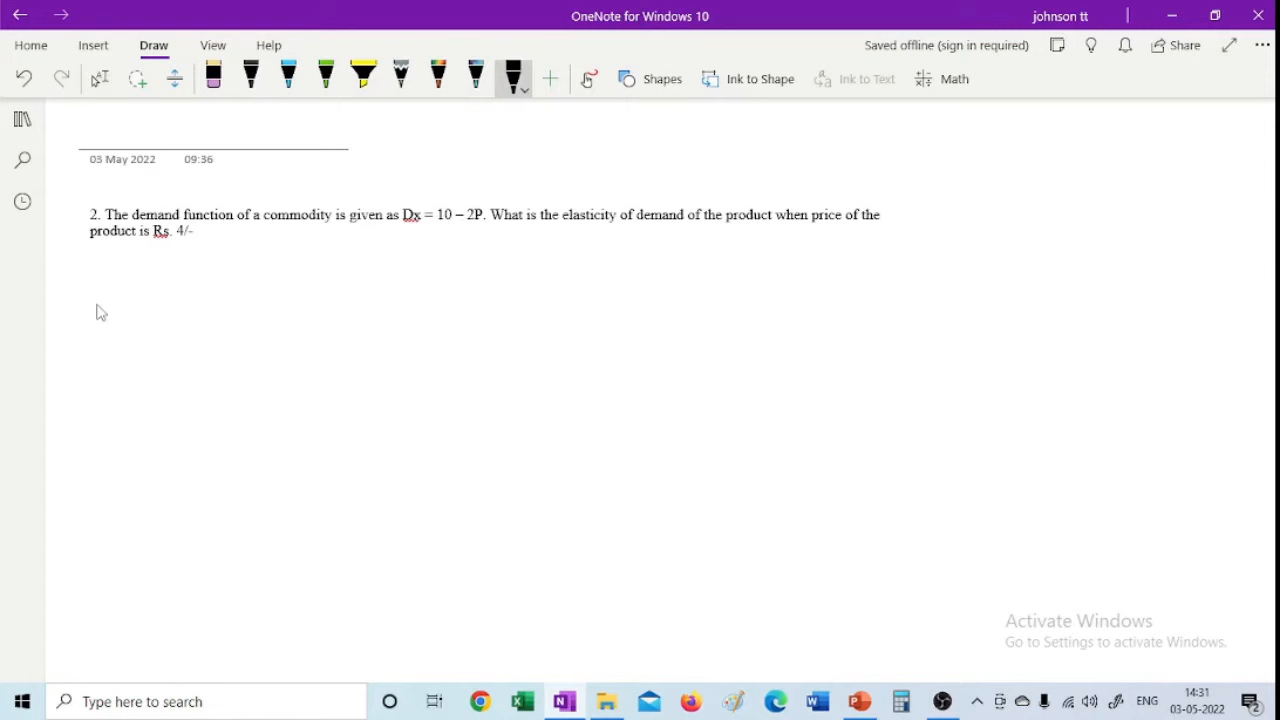 OneNote for Windows 10
johnson tt
Home Insert Draw View Help
Saved offline (sign in required) Share
Shapes Ink to Shape Ink to Text Math
03 May 2022 09:36
2. The demand function of a commodity is given as Dx = 10 – 2P. What is the elasticity of demand of the product when price of the
product is Rs. 4/-
Activate Windows
Go to Settings to activate Windows.
Type here to search
ENG
14:31
03-05-2022
2